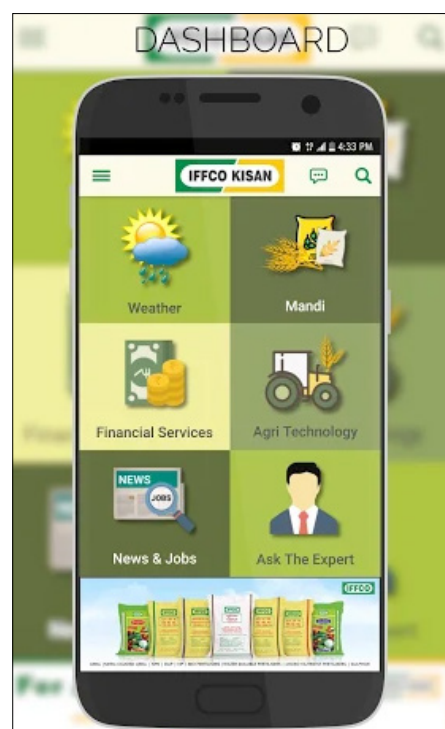 DASHBOARD
4:33 PM
IFFCO KISAN
Weather
Mandi
Financial Services
Agri Technology
NEWS
JOBS
News & Jobs
Ask The Expert
IFFCO
For